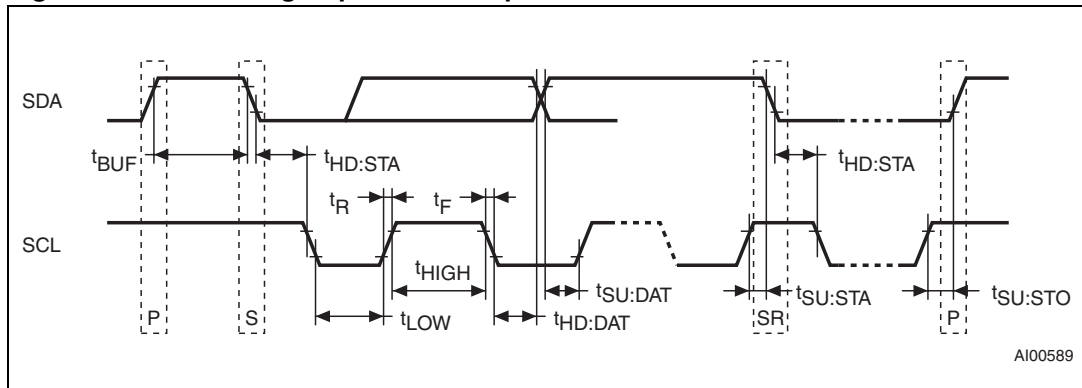 SDA
tBUF
tHD:STA
tHD:STA
tR
tF
SCL
tHIGH
tSU:DAT
tSU:STA
tSU:STO
tLOW
tHD:DAT
P
S
SR
P
AI00589